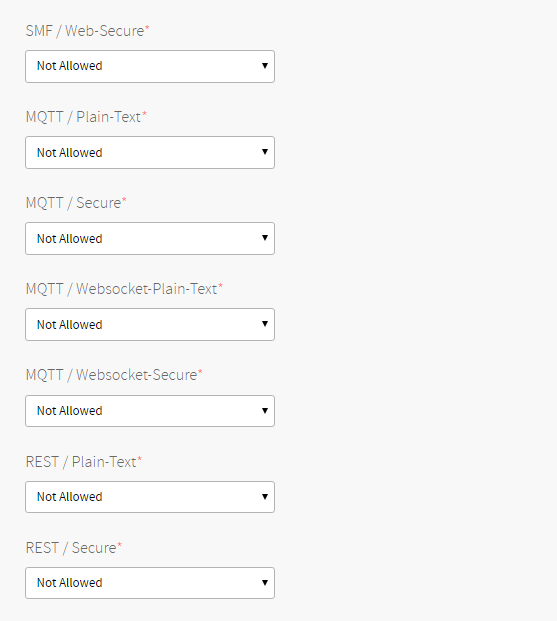 SMF / Web-Secure*
Not Allowed
MQTT / Plain-Text*
Not Allowed
MQTT / Secure*
Not Allowed
MQTT / Websocket-Plain-Text*
Not Allowed
MQTT / Websocket-Secure*
Not Allowed
REST / Plain-Text*
Not Allowed
REST / Secure*
Not Allowed